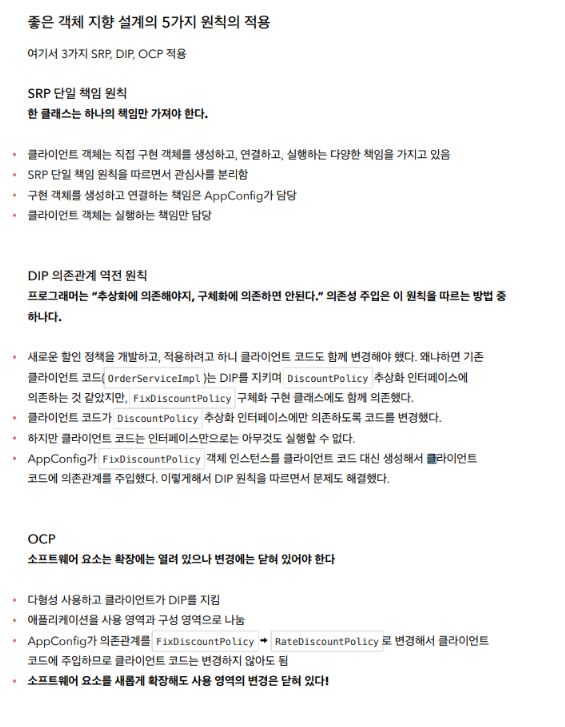 좋은 객체 지향 설계의 5가지 원칙의 적용
여기서 3가지 SRP, DIP, OCP 적용
SRP 단일 책임 원칙
한 클래스는 하나의 책임만 가져야 한다.
• 클라이언트 객체는 직접 구현 객체를 생성하고, 연결하고, 실행하는 다양한 책임을 가지고 있음
• SRP 단일 책임 원칙을 따르면서 관심사를 분리함
• 구현 객체를 생성하고 연결하는 책임은 AppConfig가 담당
• 클라이언트 객체는 실행하는 책임만 담당
DIP 의존관계 역전 원칙
프로그래머는 “추상화에 의존해야지, 구체화에 의존하면 안된다.” 의존성 주입은 이 원칙을 따르는 방법 중
하나다.
• 새로운 할인 정책을 개발하고, 적용하려고 하니 클라이언트 코드도 함께 변경해야 했다. 왜냐하면 기존
클라이언트 코드(OrderServiceImpl)는 DIP를 지키며 DiscountPolicy 추상화 인터페이스에
의존하는 것 같았지만, FixDiscountPolicy 구체화 구현 클래스에도 함께 의존했다.
• 클라이언트 코드가 DiscountPolicy 추상화 인터페이스에만 의존하도록 코드를 변경했다.
• 하지만 클라이언트 코드는 인터페이스만으로는 아무것도 실행할 수 없다.
• AppConfig가 FixDiscountPolicy 객체 인스턴스를 클라이언트 코드 대신 생성해서 클라이언트
코드에 의존관계를 주입했다. 이렇게해서 DIP 원칙을 따르면서 문제도 해결했다.
OCP
소프트웨어 요소는 확장에는 열려 있으나 변경에는 닫혀 있어야 한다
• 다형성 사용하고 클라이언트가 DIP를 지킴
• 애플리케이션을 사용 영역과 구성 영역으로 나눔
• AppConfig가 의존관계를 FixDiscountPolicy ➡ RateDiscountPolicy 로 변경해서 클라이언트
코드에 주입하므로 클라이언트 코드는 변경하지 않아도 됨
• 소프트웨어 요소를 새롭게 확장해도 사용 영역의 변경은 닫혀 있다!